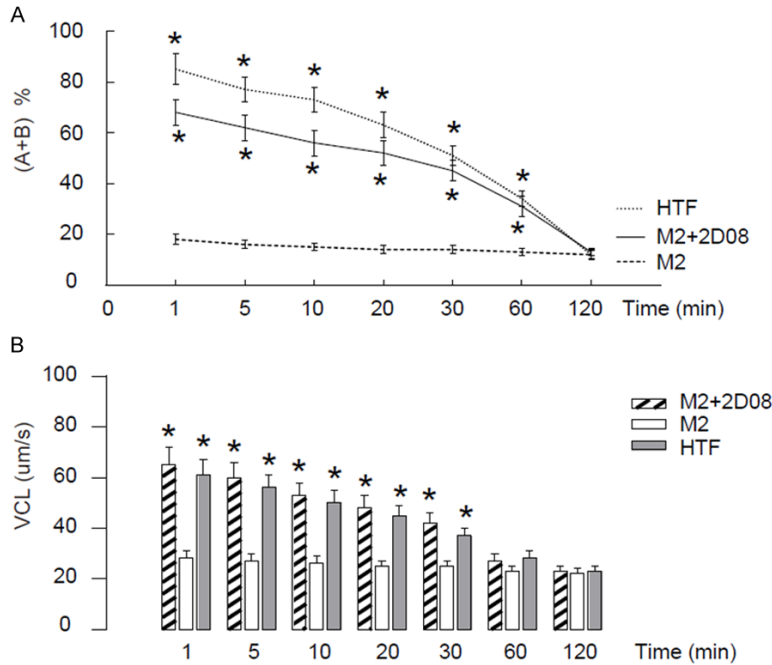 A
100
*
*
*
*
*
*
80
60
*
*
*
*
*
*
40
20
0
(A+B) %
HTF
M2+2D08
M2
0 1 5 10 20 30 60 120 Time (min)
B
100
80
60
40
20
0
VCL (um/s)
M2+2D08
M2
HTF
* * * * * * * * * *
1 5 10 20 30 60 120 Time (min)